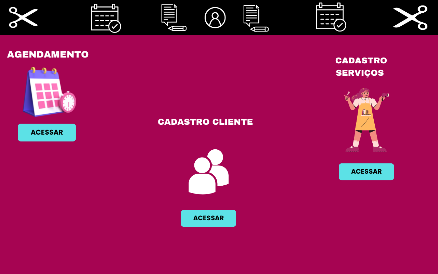 AGENDAMENTO
ACESSAR
CADASTRO CLIENTE
ACESSAR
CADASTRO
SERVIÇOS
ACESSAR